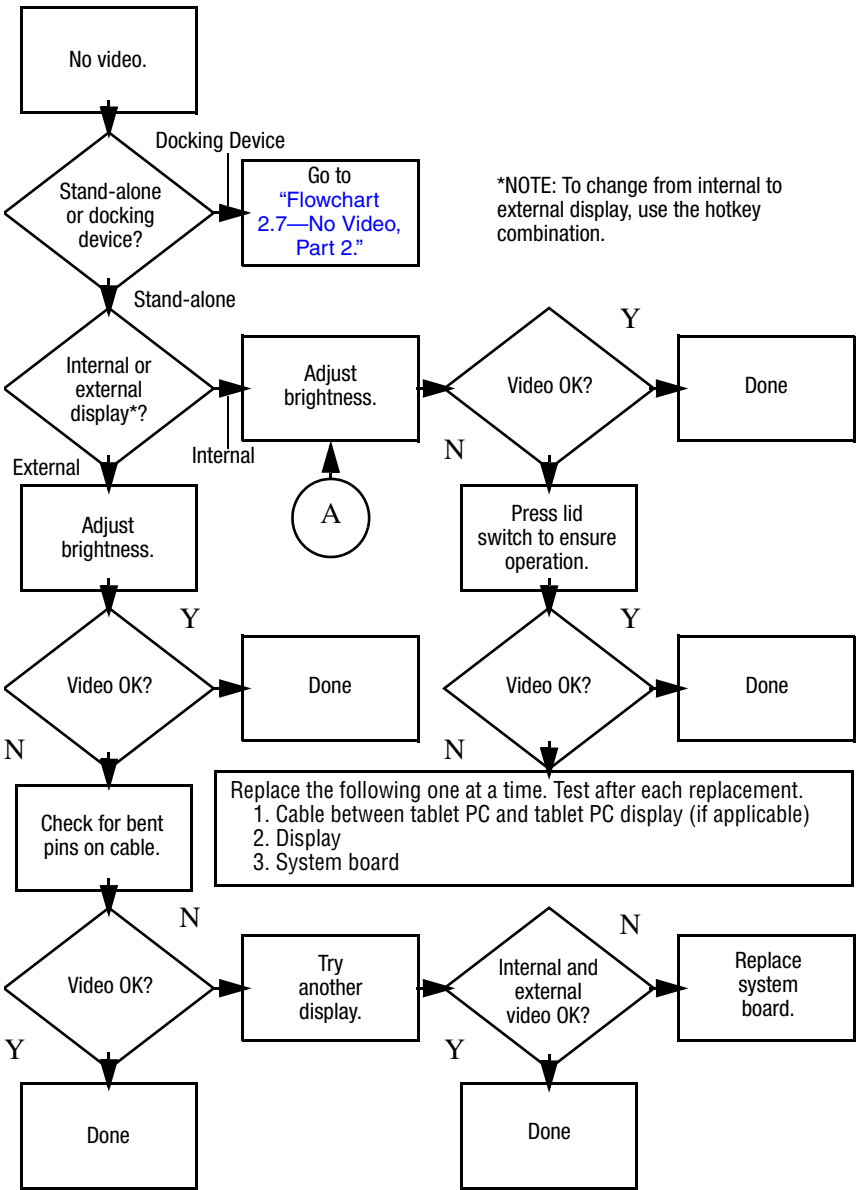 No video.
Docking Device
Stand-alone
or docking
device?
Go to
“Flowchart
2.7—No Video,
Part 2.”
*NOTE: To change from internal to
external display, use the hotkey
combination.
Stand-alone
Internal or
external
display*?
Internal
External
Adjust
brightness.
A
Video OK?
Y
Done
N
Press lid
switch to ensure
operation.
Adjust
brightness.
Video OK?
Y
Done
N
Video OK?
Y
Done
N
Replace the following one at a time. Test after each replacement.
1. Cable between tablet PC and tablet PC display (if applicable)
2. Display
3. System board
Check for bent
pins on cable.
Video OK?
N
Try
another
display.
Internal and
external
video OK?
N
Replace
system
board.
Y
Done
Y
Done